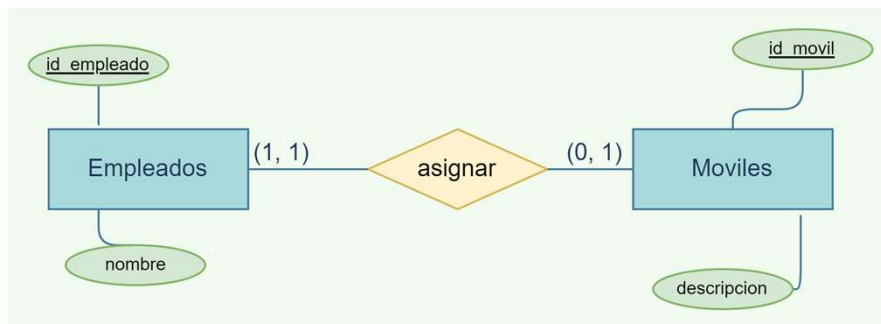 id_movil
id_empleado
Empleados
(1, 1)
asignar
(0, 1)
Moviles
nombre
descripcion